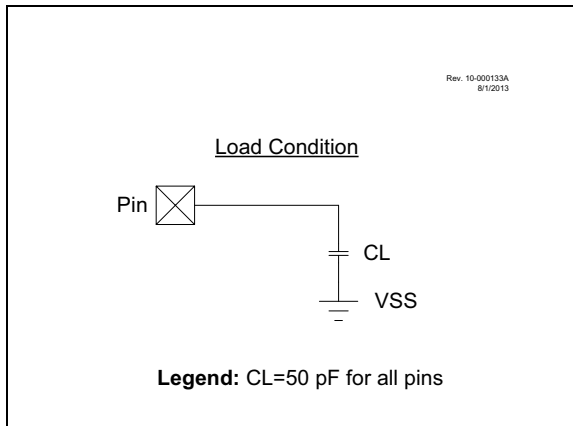 Rev. 10-000133A
8/1/2013
Load Condition
Pin
CL
VSS
Legend: CL=50 pF for all pins